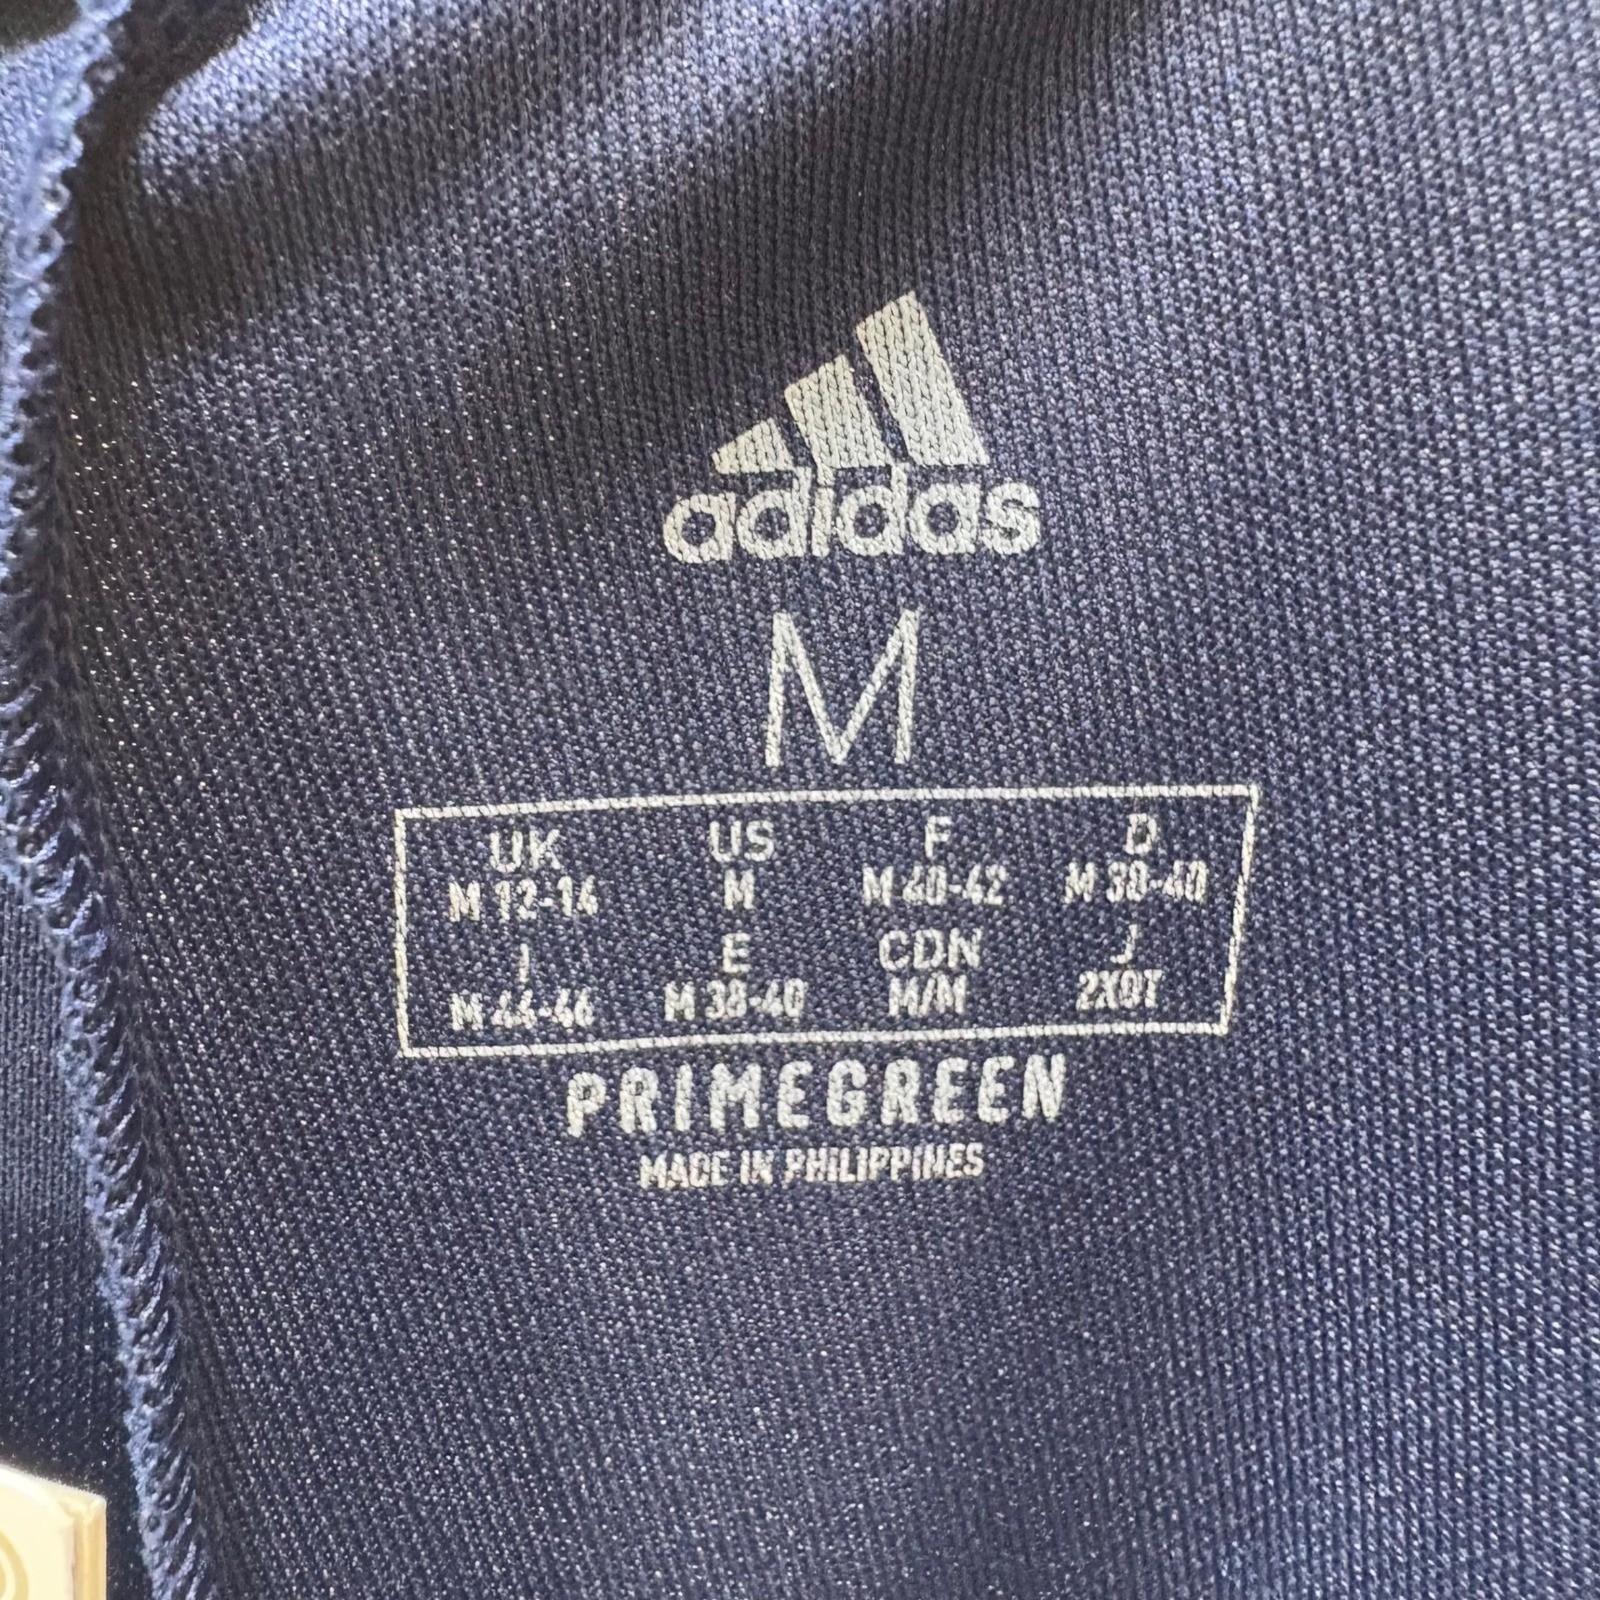 adidas
M
UK US F D
M 12-14 M M 40-42 M 38-40
I E CDN J
M 44-46 M 38-40 M/M 2XOT
PRIMEGREEN
MADE IN PHILIPPINES